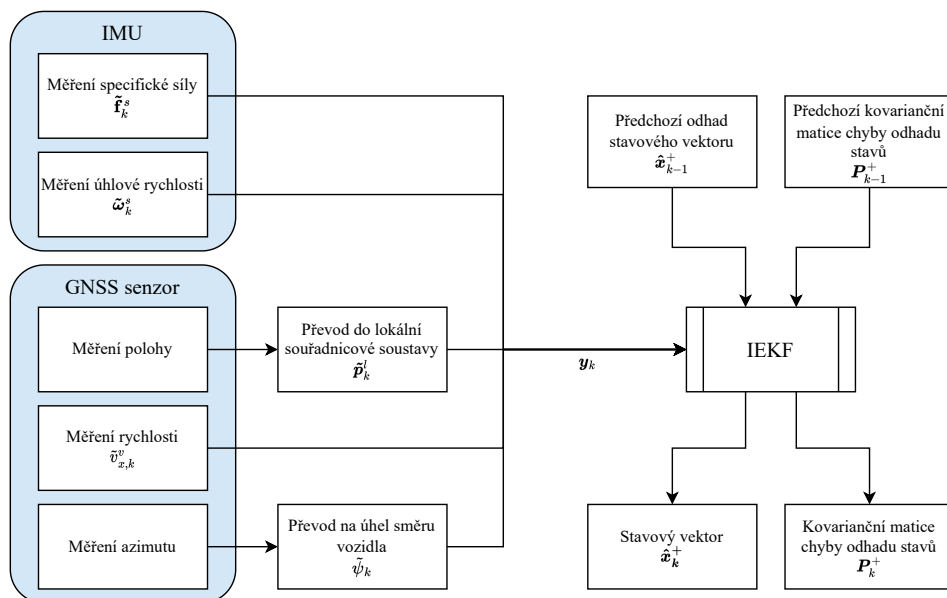 IMU
Měření specifické síly
f̃ₖˢ
Měření úhlové rychlosti
ω̃ₖˢ
GNSS senzor
Měření polohy
Převod do lokální
souřadnicové soustavy
p̃ₖˡ
Měření rychlosti
ṽᵛₓ,ₖ
Měření azimutu
Převod na úhel směru
vozidla
ψ̃ₖ
yₖ
Předchozí odhad
stavového vektoru
x̂⁺ₖ₋₁
Předchozí kovarianční
matice chyby odhadu
stavů
P⁺ₖ₋₁
IEKF
Stavový vektor
x̂⁺ₖ
Kovarianční matice
chyby odhadu stavů
P⁺ₖ